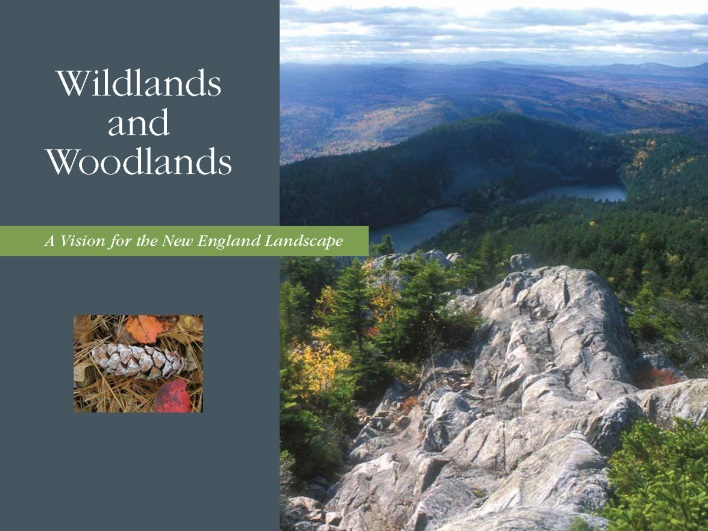 Wildlands
and
Woodlands
A Vision for the New England Landscape